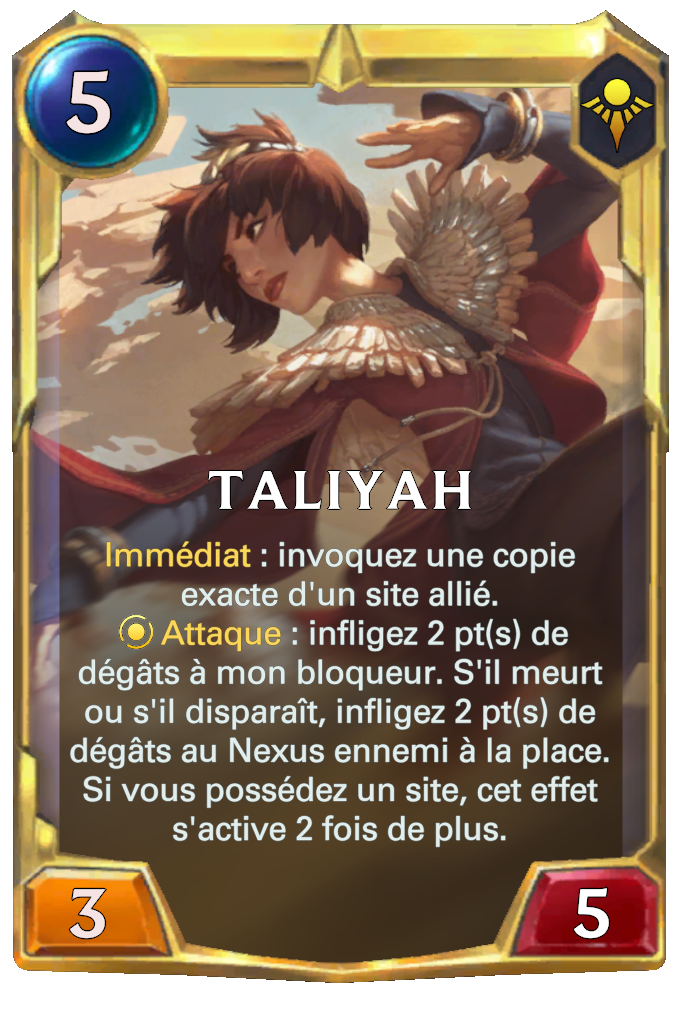 5
TALIYAH
Immédiat : invoquez une copie
exacte d'un site allié.
Attaque : infligez 2 pt(s) de
dégâts à mon bloqueur. S'il meurt
ou s'il disparaît, infligez 2 pt(s) de
dégâts au Nexus ennemi à la place.
Si vous possédez un site, cet effet
s'active 2 fois de plus.
3
5